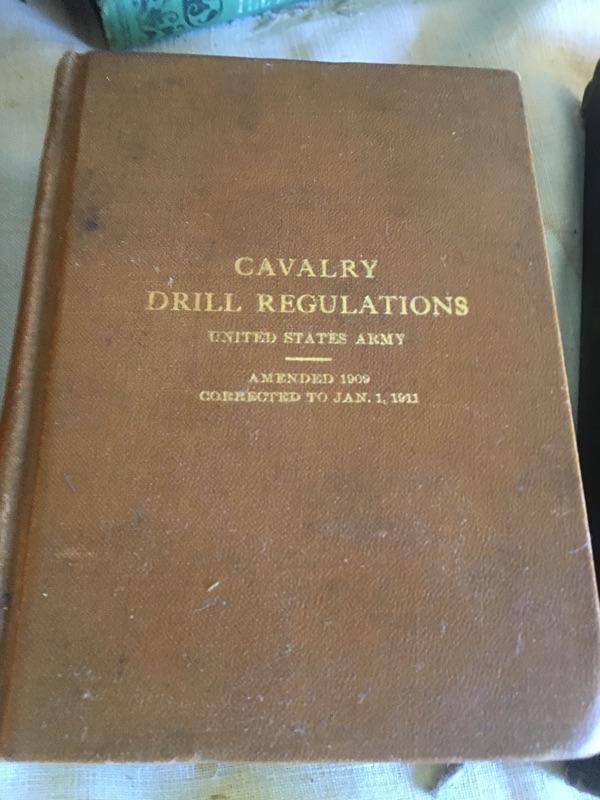 CAVALRY
DRILL REGULATIONS
UNITED STATES ARMY
AMENDED 1909
CORRECTED TO JAN. 1, 1911